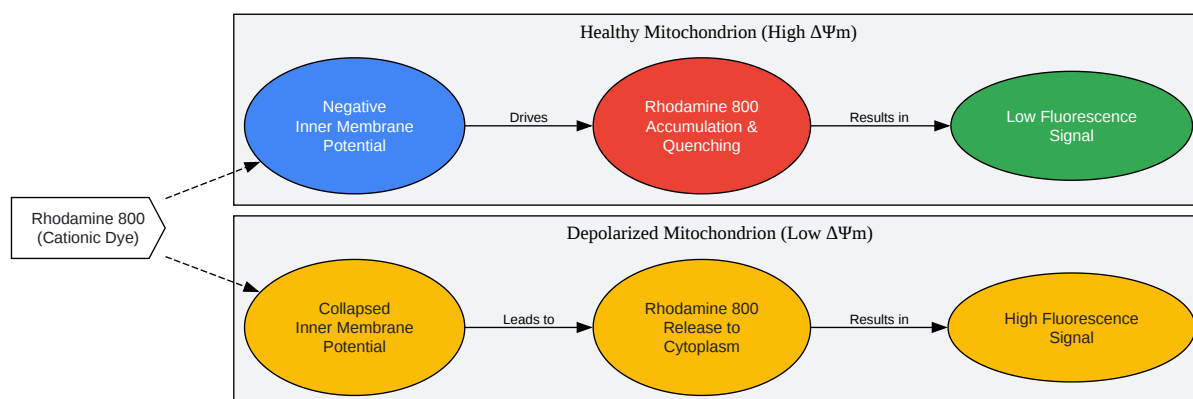 Healthy Mitochondrion (High ΔΨm)
Negative
Inner Membrane
Potential
Drives
Rhodamine 800
Accumulation &
Quenching
Results in
Low Fluorescence
Signal
Rhodamine 800
(Cationic Dye)
Depolarized Mitochondrion (Low ΔΨm)
Collapsed
Inner Membrane
Potential
Leads to
Rhodamine 800
Release to
Cytoplasm
Results in
High Fluorescence
Signal